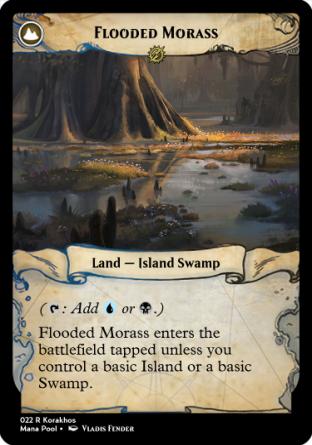 Flooded Morass
Land — Island Swamp
( : Add  or .)
Flooded Morass enters the
battlefield tapped unless you
control a basic Island or a basic
Swamp.
022 R Korakhos
Mana Pool • Vladis Fender